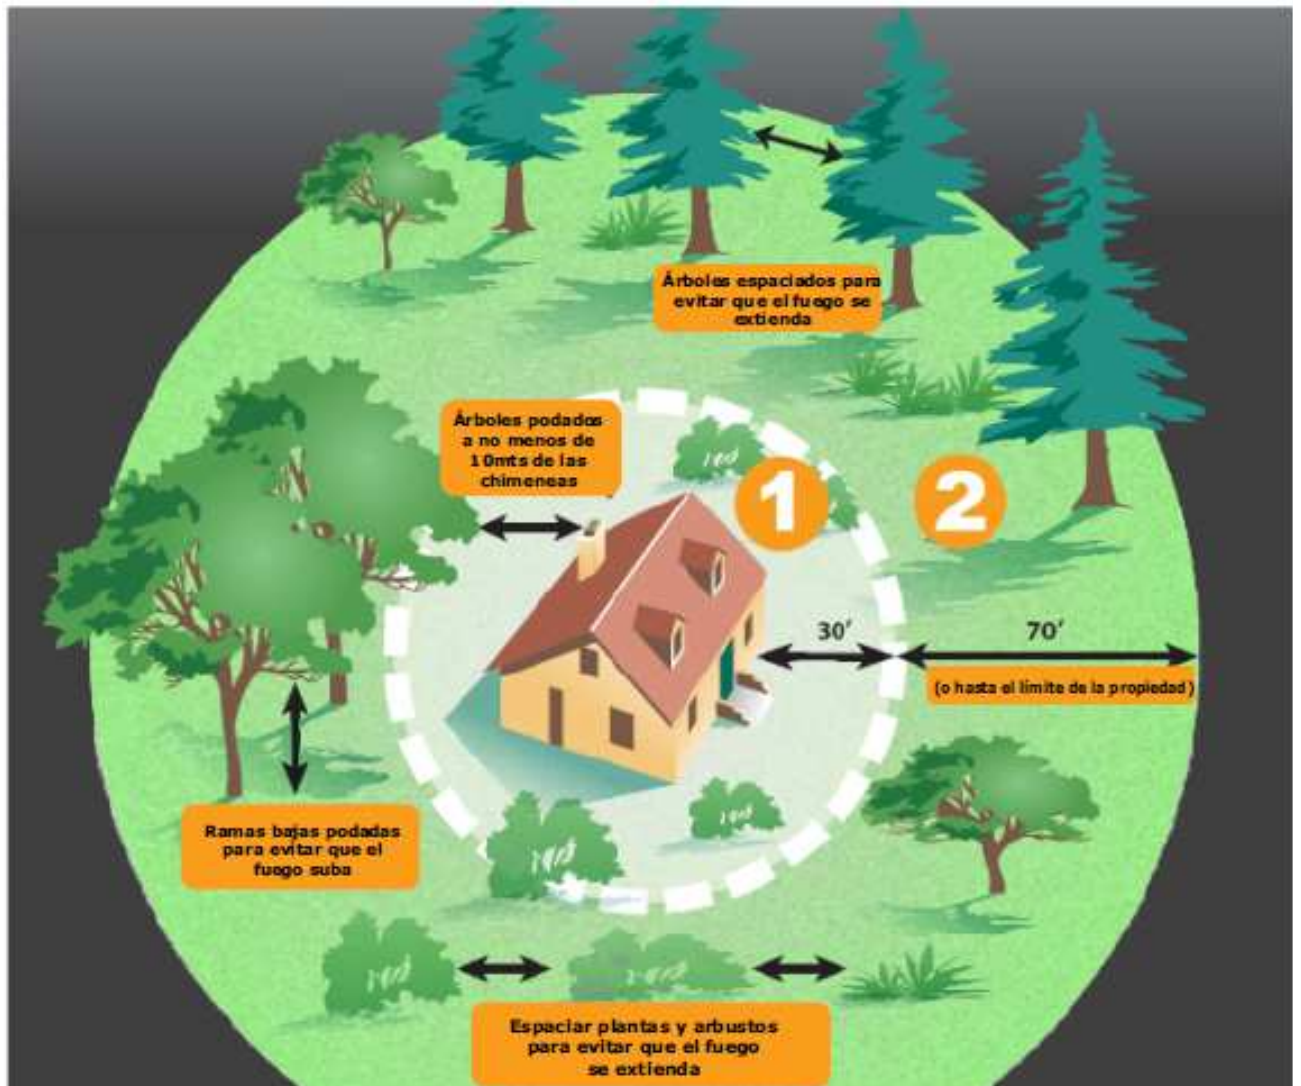 Árboles espaciados para
evitar que el fuego se
extienda
Árboles podados
a no menos de
10mts de las
chimeneas
1
2
30'
70'
(o hasta el límite de la propiedad)
Ramas bajas podadas
para evitar que el
fuego suba
Espaciar plantas y arbustos
para evitar que el fuego
se extienda